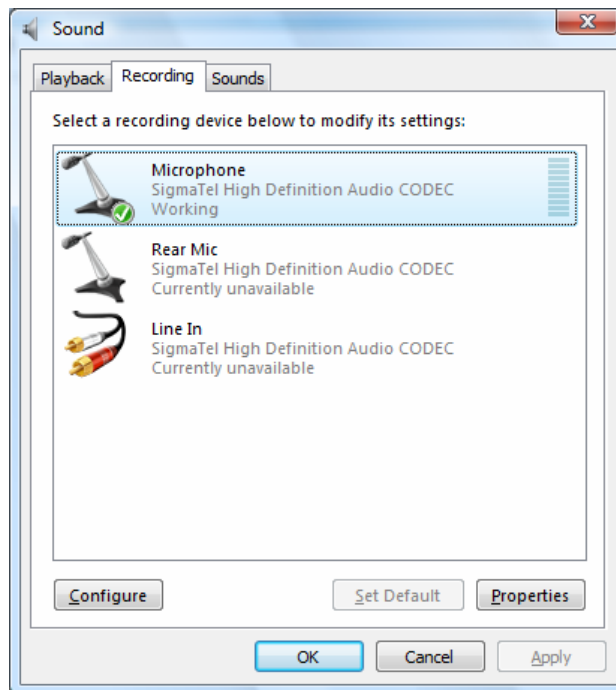 Sound
Playback Recording Sounds
Select a recording device below to modify its settings:
Microphone
SigmaTel High Definition Audio CODEC
Working
Rear Mic
SigmaTel High Definition Audio CODEC
Currently unavailable
Line In
SigmaTel High Definition Audio CODEC
Currently unavailable
Configure Set Default Properties
OK Cancel Apply